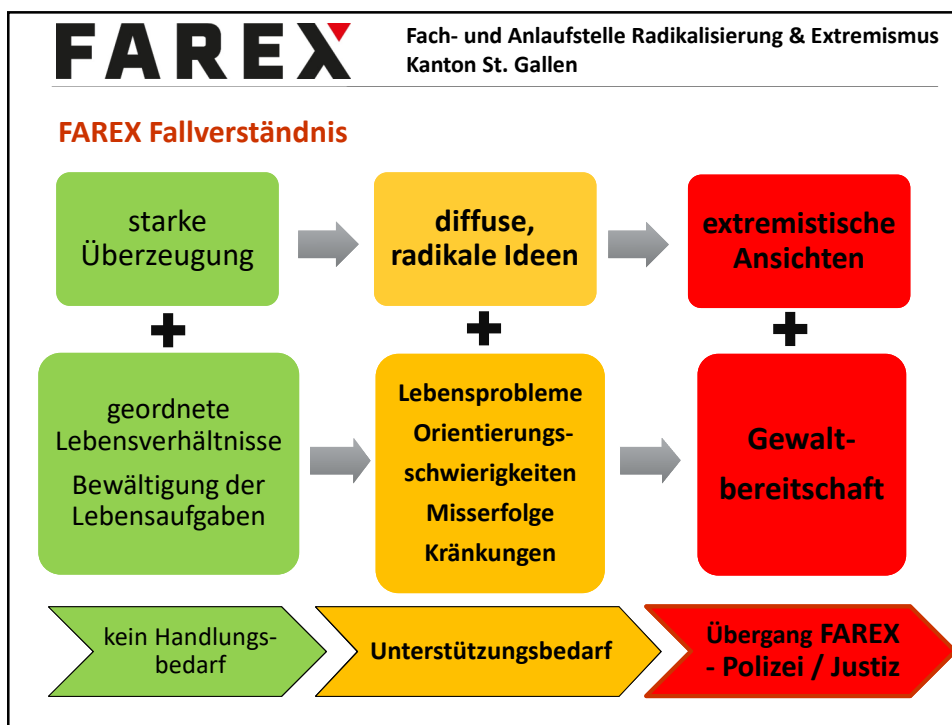 FAREX
Fach- und Anlaufstelle Radikalisierung & Extremismus
Kanton St. Gallen
FAREX Fallverständnis
starke
Überzeugung
diffuse,
radikale Ideen
extremistische
Ansichten
geordnete
Lebensverhältnisse
Bewältigung der
Lebensaufgaben
Lebensprobleme
Orientierungs-
schwierigkeiten
Misserfolge
Kränkungen
Gewalt-
bereitschaft
kein Handlungs-
bedarf
Unterstützungsbedarf
Übergang FAREX
- Polizei / Justiz